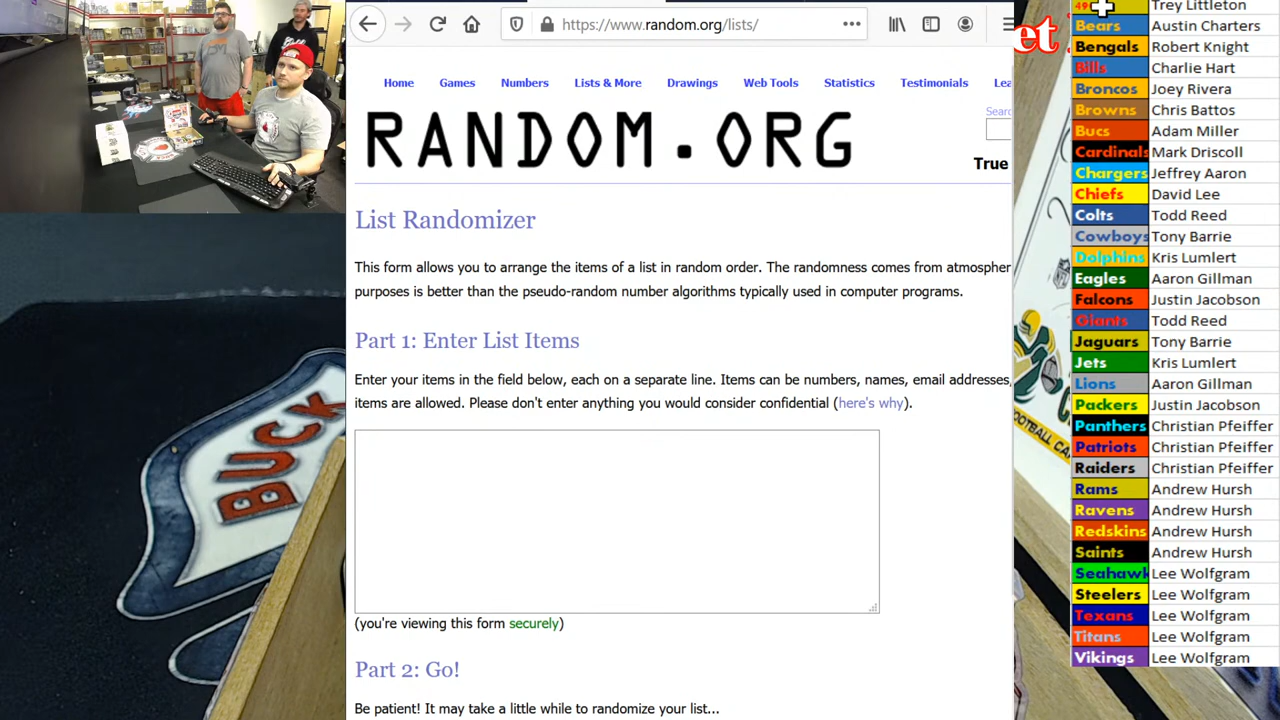 https://www.random.org/lists/
Home Games Numbers Lists & More Drawings Web Tools Statistics Testimonials Lea
RANDOM.ORG
Searc
True
List Randomizer
This form allows you to arrange the items of a list in random order. The randomness comes from atmospher
purposes is better than the pseudo-random number algorithms typically used in computer programs.
Part 1: Enter List Items
Enter your items in the field below, each on a separate line. Items can be numbers, names, email addresses,
items are allowed. Please don't enter anything you would consider confidential (here's why).
(you're viewing this form securely)
Part 2: Go!
Be patient! It may take a little while to randomize your list...
BUCK
et
FOOTBALL CA
49 Trey Littleton
Bears Austin Charters
Bengals Robert Knight
Bills Charlie Hart
Broncos Joey Rivera
Browns Chris Battos
Bucs Adam Miller
Cardinals Mark Driscoll
Chargers Jeffrey Aaron
Chiefs David Lee
Colts Todd Reed
Cowboys Tony Barrie
Dolphins Kris Lumlert
Eagles Aaron Gillman
Falcons Justin Jacobson
Giants Todd Reed
Jaguars Tony Barrie
Jets Kris Lumlert
Lions Aaron Gillman
Packers Justin Jacobson
Panthers Christian Pfeiffer
Patriots Christian Pfeiffer
Raiders Christian Pfeiffer
Rams Andrew Hursh
Ravens Andrew Hursh
Redskins Andrew Hursh
Saints Andrew Hursh
Seahawk Lee Wolfgram
Steelers Lee Wolfgram
Texans Lee Wolfgram
Titans Lee Wolfgram
Vikings Lee Wolfgram